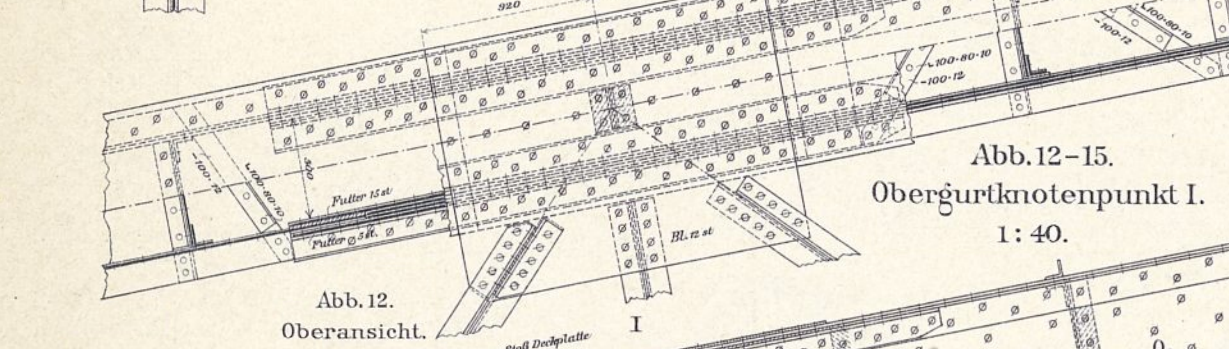 920
∟100·80·10
–100·12
∟100·80·10
–100·12
Abb. 12–15.
Obergurtknotenpunkt I.
1 : 40.
500
–100·12
∟100·80·10
Futter 15 st
Futter 5 st.
Bl. 12 st
Abb. 12.
Oberansicht.
I
Stoß Deckplatte